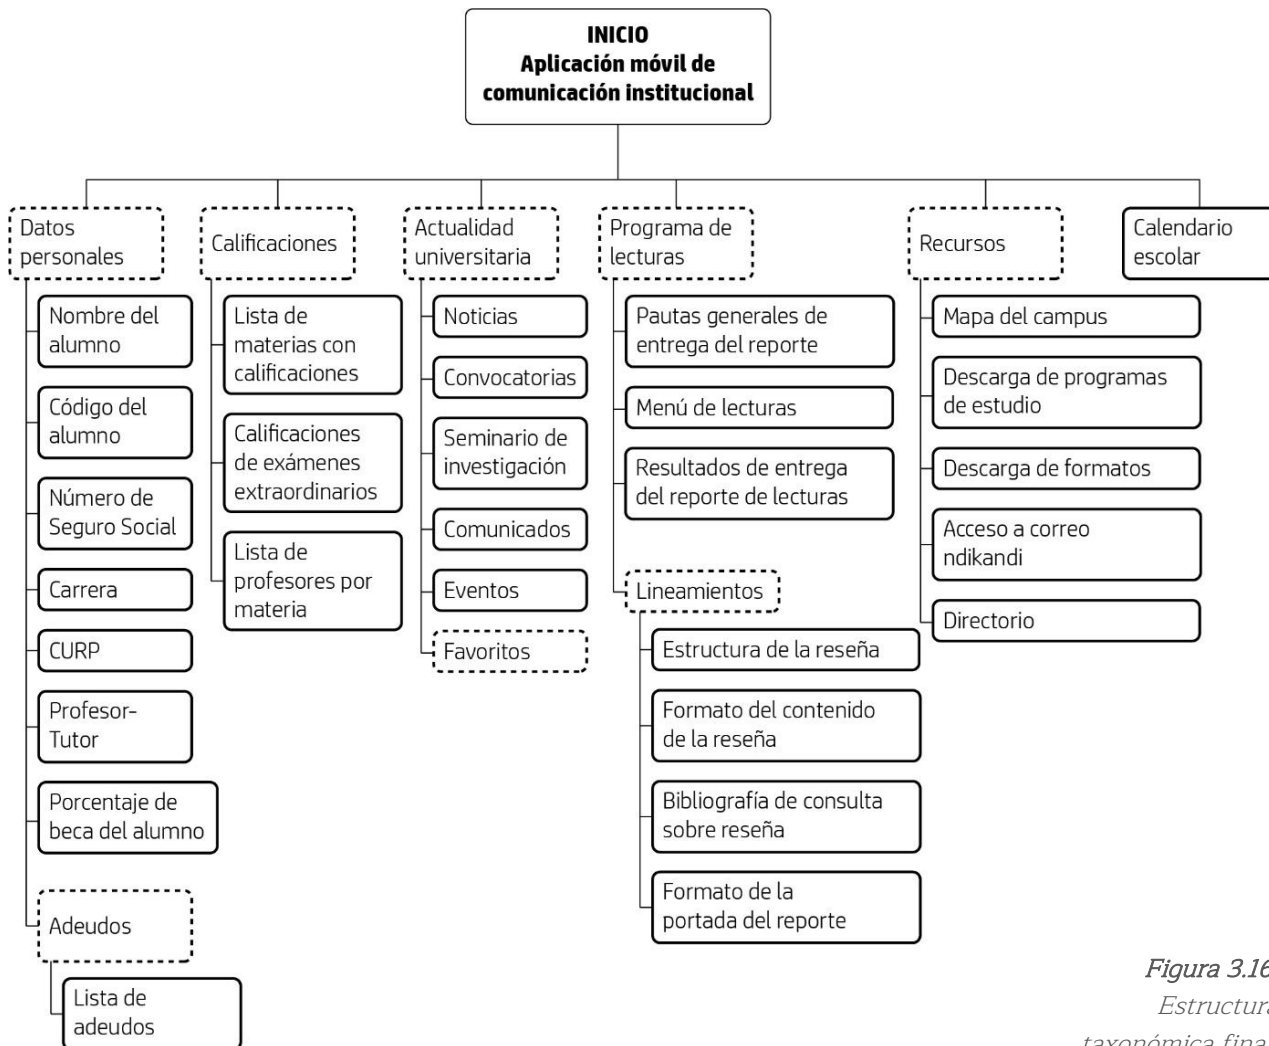 INICIO
Aplicación móvil de
comunicación institucional
Datos
personales
Nombre del
alumno
Código del
alumno
Número de
Seguro Social
Carrera
CURP
Profesor-
Tutor
Porcentaje de
beca del alumno
Adeudos
Lista de
adeudos
Calificaciones
Lista de
materias con
calificaciones
Calificaciones
de exámenes
extraordinarios
Lista de
profesores por
materia
Actualidad
universitaria
Noticias
Convocatorias
Seminario de
investigación
Comunicados
Eventos
Favoritos
Programa de
lecturas
Pautas generales de
entrega del reporte
Menú de lecturas
Resultados de entrega
del reporte de lecturas
Lineamientos
Estructura de la reseña
Formato del contenido
de la reseña
Bibliografía de consulta
sobre reseña
Formato de la
portada del reporte
Recursos
Mapa del campus
Descarga de programas
de estudio
Descarga de formatos
Acceso a correo
ndikandi
Directorio
Calendario
escolar
Figura 3.16
Estructura
taxonómica final